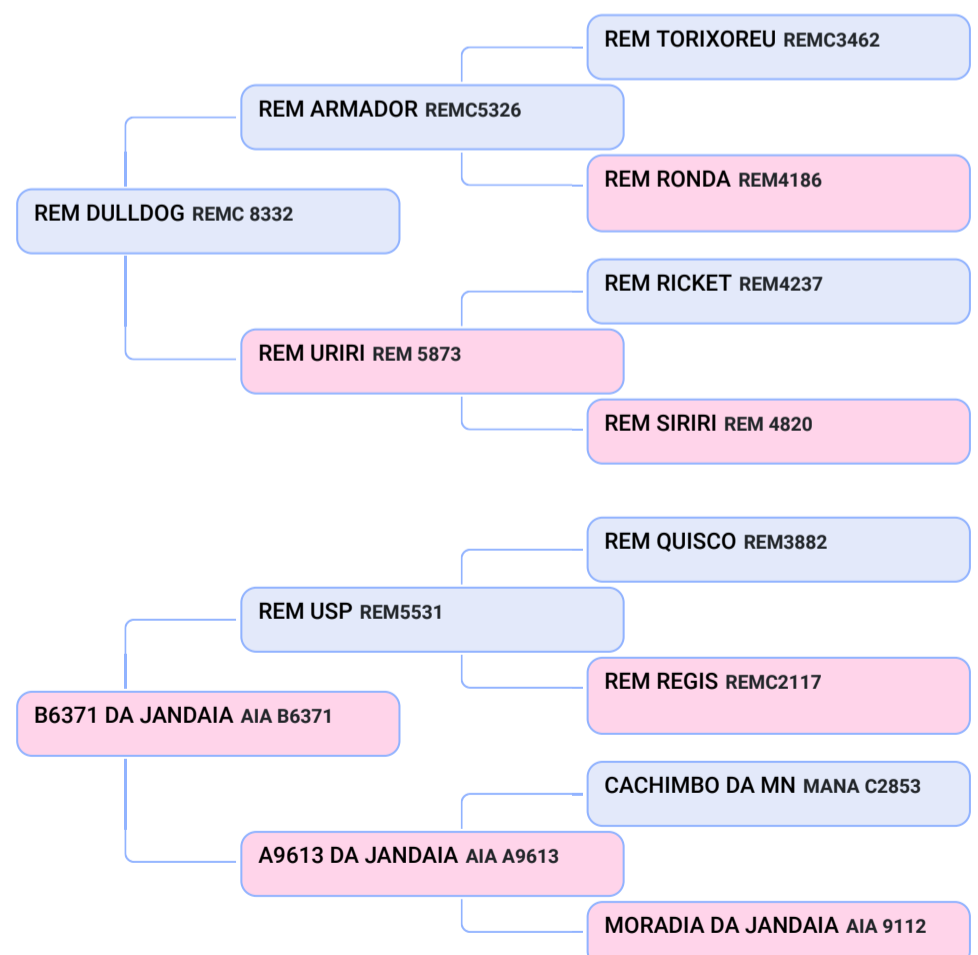 REM TORIXOREU REMC3462
REM ARMADOR REMC5326
REM RONDA REM4186
REM DULLDOG REMC 8332
REM RICKET REM4237
REM URIRI REM 5873
REM SIRIRI REM 4820
REM QUISCO REM3882
REM USP REM5531
REM REGIS REMC2117
B6371 DA JANDAIA AIA B6371
CACHIMBO DA MN MANA C2853
A9613 DA JANDAIA AIA A9613
MORADIA DA JANDAIA AIA 9112